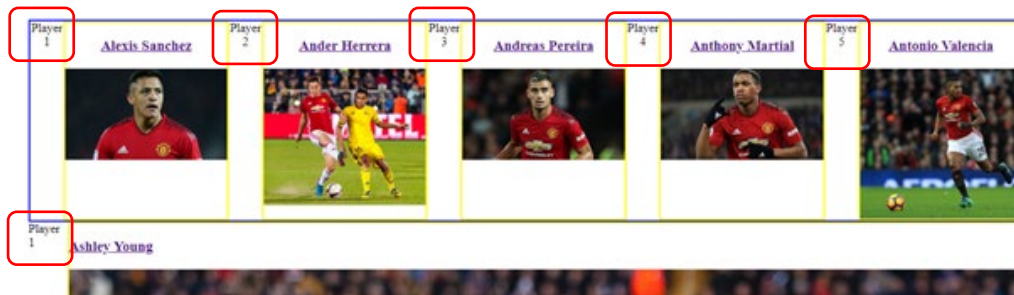 Player
1
Alexis Sanchez
Player
2
Ander Herrera
Player
3
Andreas Pereira
Player
4
Anthony Martial
Player
5
Antonio Valencia
Player
1
Ashley Young